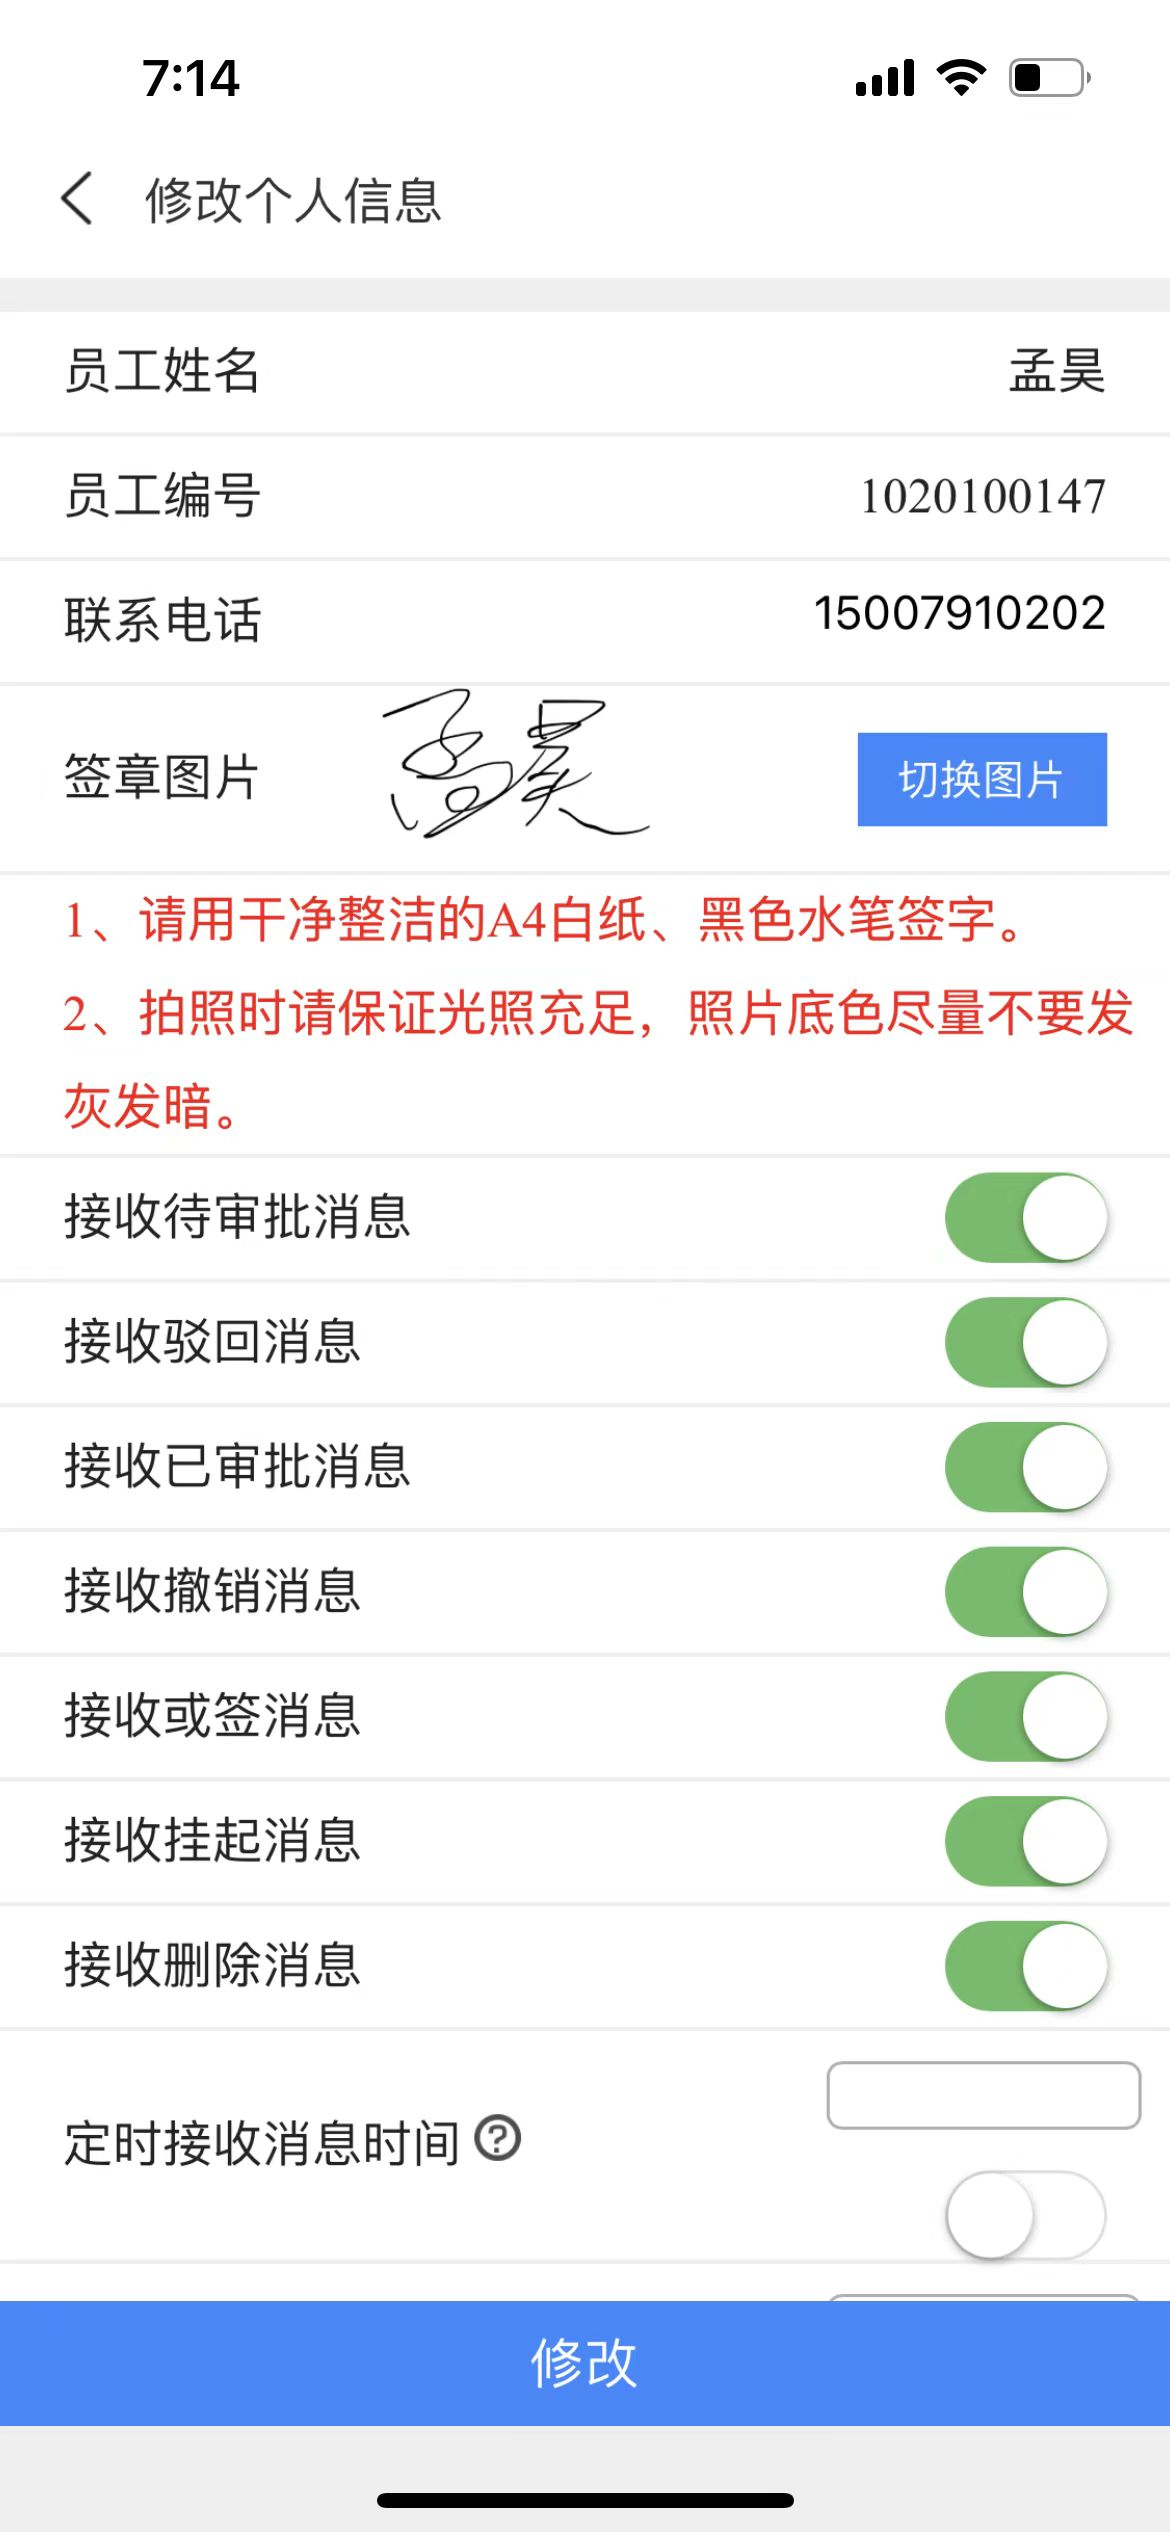 7:14
修改个人信息
员工姓名 孟昊
员工编号 1020100147
联系电话 15007910202
签章图片 孟昊 切换图片
1、请用干净整洁的A4白纸、黑色水笔签字。
2、拍照时请保证光照充足，照片底色尽量不要发
灰发暗。
接收待审批消息
接收驳回消息
接收已审批消息
接收撤销消息
接收或签消息
接收挂起消息
接收删除消息
定时接收消息时间 ?
修改